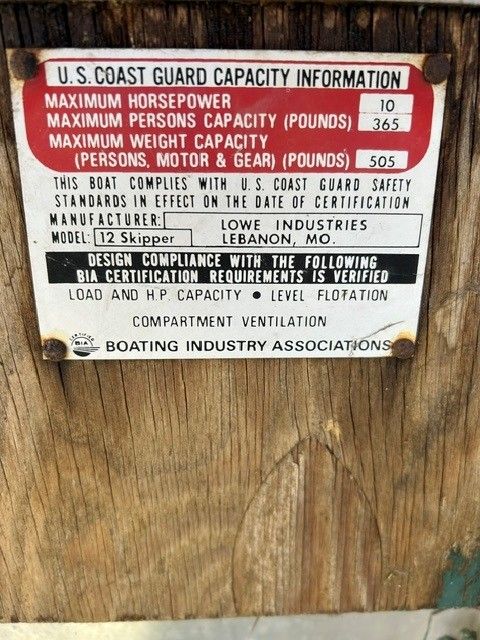 U.S. COAST GUARD CAPACITY INFORMATION
MAXIMUM HORSEPOWER 10
MAXIMUM PERSONS CAPACITY (POUNDS) 365
MAXIMUM WEIGHT CAPACITY
(PERSONS, MOTOR & GEAR) (POUNDS) 505
THIS BOAT COMPLIES WITH U.S. COAST GUARD SAFETY
STANDARDS IN EFFECT ON THE DATE OF CERTIFICATION
MANUFACTURER: LOWE INDUSTRIES
MODEL: 12 Skipper LEBANON, MO.
DESIGN COMPLIANCE WITH THE FOLLOWING
BIA CERTIFICATION REQUIREMENTS IS VERIFIED
LOAD AND H.P. CAPACITY • LEVEL FLOTATION
COMPARTMENT VENTILATION
CERTIFIED
BIA
BOATING INDUSTRY ASSOCIATIONS